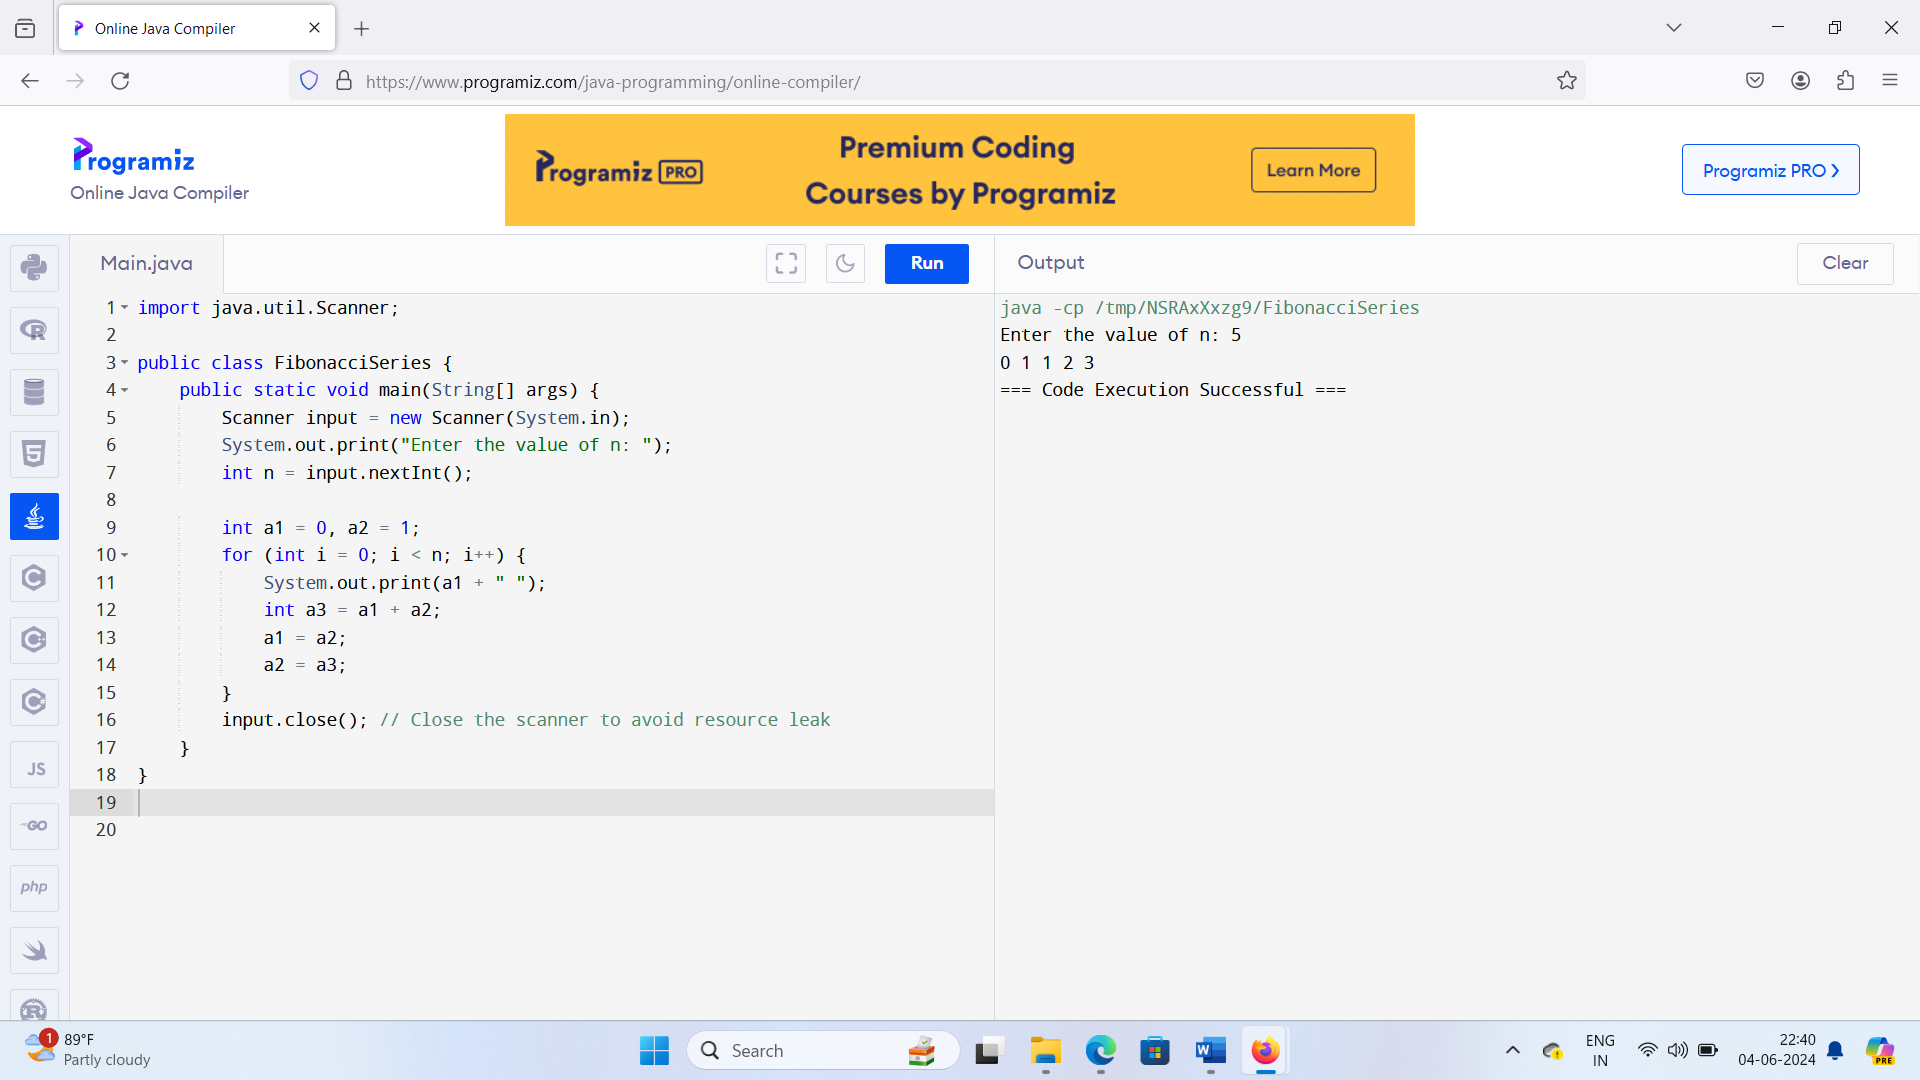 Online Java Compiler
https://www.programiz.com/java-programming/online-compiler/
Programiz
Online Java Compiler
Programiz PRO
Premium Coding
Courses by Programiz
Learn More
Programiz PRO ❯
Main.java
Run
Output
Clear
1 import java.util.Scanner;
2
3 public class FibonacciSeries {
4     public static void main(String[] args) {
5         Scanner input = new Scanner(System.in);
6         System.out.print("Enter the value of n: ");
7         int n = input.nextInt();
8
9         int a1 = 0, a2 = 1;
10         for (int i = 0; i < n; i++) {
11             System.out.print(a1 + " ");
12             int a3 = a1 + a2;
13             a1 = a2;
14             a2 = a3;
15         }
16         input.close(); // Close the scanner to avoid resource leak
17     }
18 }
19
20
java -cp /tmp/NSRAxXxzg9/FibonacciSeries
Enter the value of n: 5
0 1 1 2 3
=== Code Execution Successful ===
JS
GO
php
1
89°F
Partly cloudy
Search
W
ENG
IN
22:40
04-06-2024
PRE